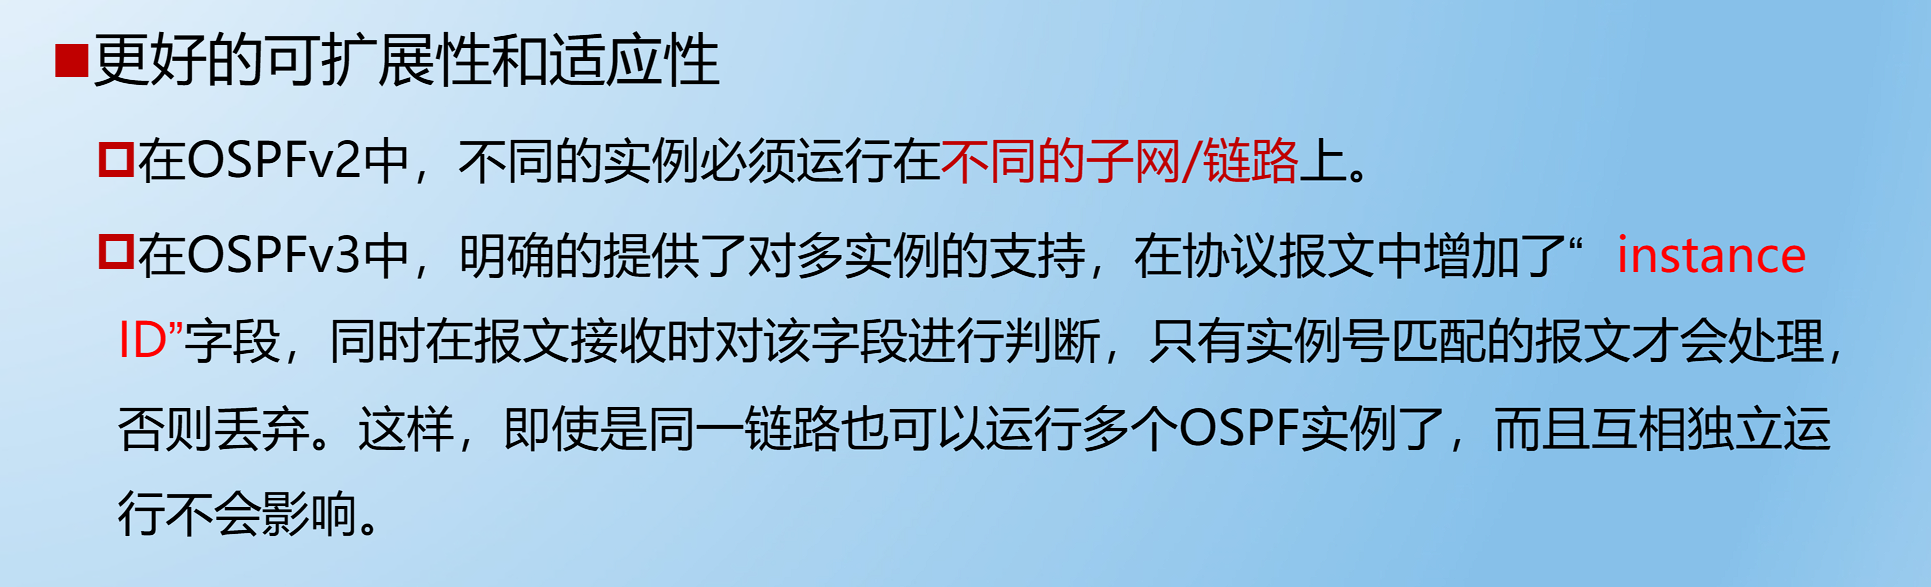 更好的可扩展性和适应性
在OSPFv2中，不同的实例必须运行在不同的子网/链路上。
在OSPFv3中，明确的提供了对多实例的支持，在协议报文中增加了“ instance
ID”字段，同时在报文接收时对该字段进行判断，只有实例号匹配的报文才会处理，
否则丢弃。这样，即使是同一链路也可以运行多个OSPF实例了，而且互相独立运
行不会影响。